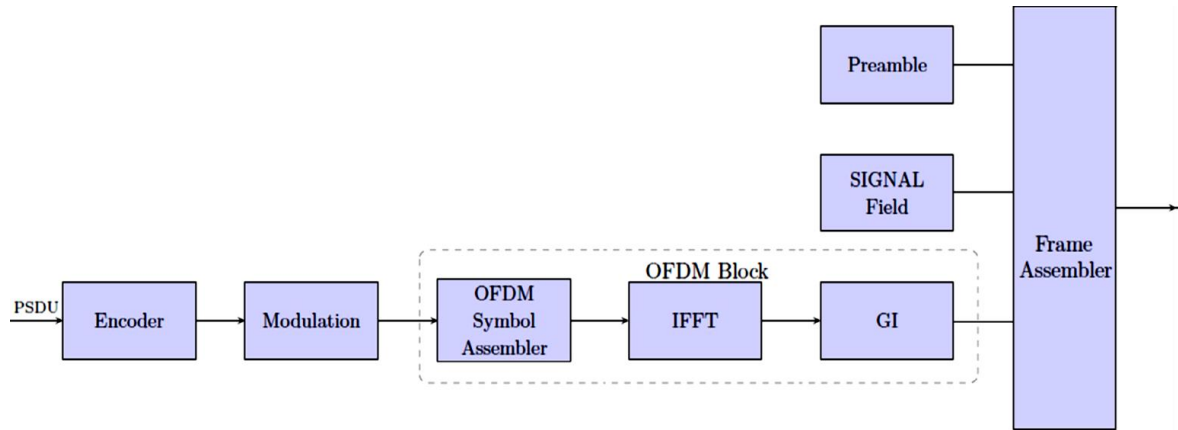 Preamble
SIGNAL
Field
Frame
Assembler
OFDM Block
PSDU
Encoder
Modulation
OFDM
Symbol
Assembler
IFFT
GI